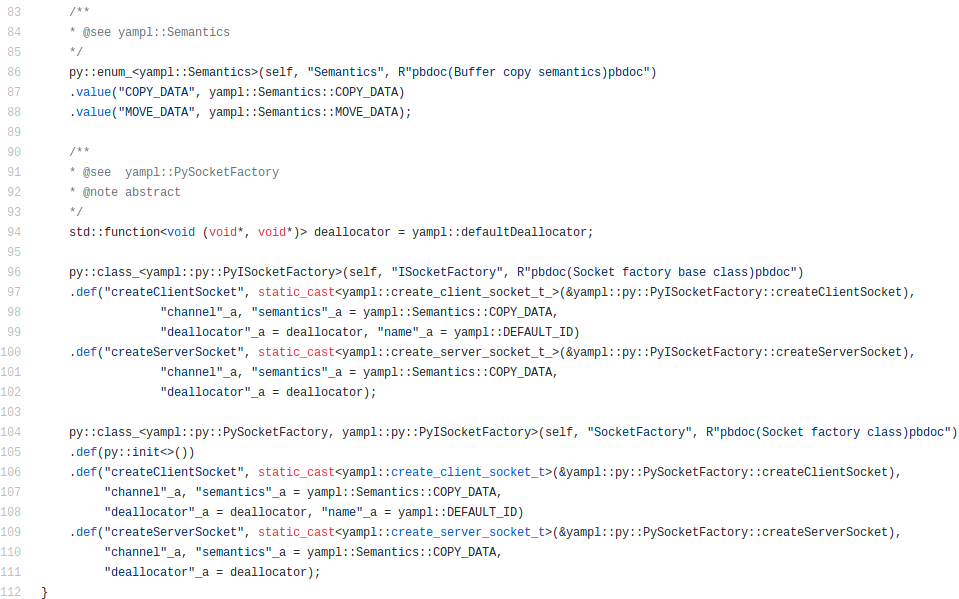 83 /**
84 * @see yampl::Semantics
85 */
86 py::enum_<yampl::Semantics>(self, "Semantics", R"pbdoc(Buffer copy semantics)pbdoc")
87 .value("COPY_DATA", yampl::Semantics::COPY_DATA)
88 .value("MOVE_DATA", yampl::Semantics::MOVE_DATA);
89
90 /**
91 * @see  yampl::PySocketFactory
92 * @note abstract
93 */
94 std::function<void (void*, void*)> deallocator = yampl::defaultDeallocator;
95
96 py::class_<yampl::py::PyISocketFactory>(self, "ISocketFactory", R"pbdoc(Socket factory base class)pbdoc")
97 .def("createClientSocket", static_cast<yampl::create_client_socket_t_>(&yampl::py::PyISocketFactory::createClientSocket),
98 "channel"_a, "semantics"_a = yampl::Semantics::COPY_DATA,
99 "deallocator"_a = deallocator, "name"_a = yampl::DEFAULT_ID)
100 .def("createServerSocket", static_cast<yampl::create_server_socket_t_>(&yampl::py::PyISocketFactory::createServerSocket),
101 "channel"_a, "semantics"_a = yampl::Semantics::COPY_DATA,
102 "deallocator"_a = deallocator);
103
104 py::class_<yampl::py::PySocketFactory, yampl::py::PyISocketFactory>(self, "SocketFactory", R"pbdoc(Socket factory class)pbdoc")
105 .def(py::init<>())
106 .def("createClientSocket", static_cast<yampl::create_client_socket_t>(&yampl::py::PySocketFactory::createClientSocket),
107 "channel"_a, "semantics"_a = yampl::Semantics::COPY_DATA,
108 "deallocator"_a = deallocator, "name"_a = yampl::DEFAULT_ID)
109 .def("createServerSocket", static_cast<yampl::create_server_socket_t>(&yampl::py::PySocketFactory::createServerSocket),
110 "channel"_a, "semantics"_a = yampl::Semantics::COPY_DATA,
111 "deallocator"_a = deallocator);
112 }